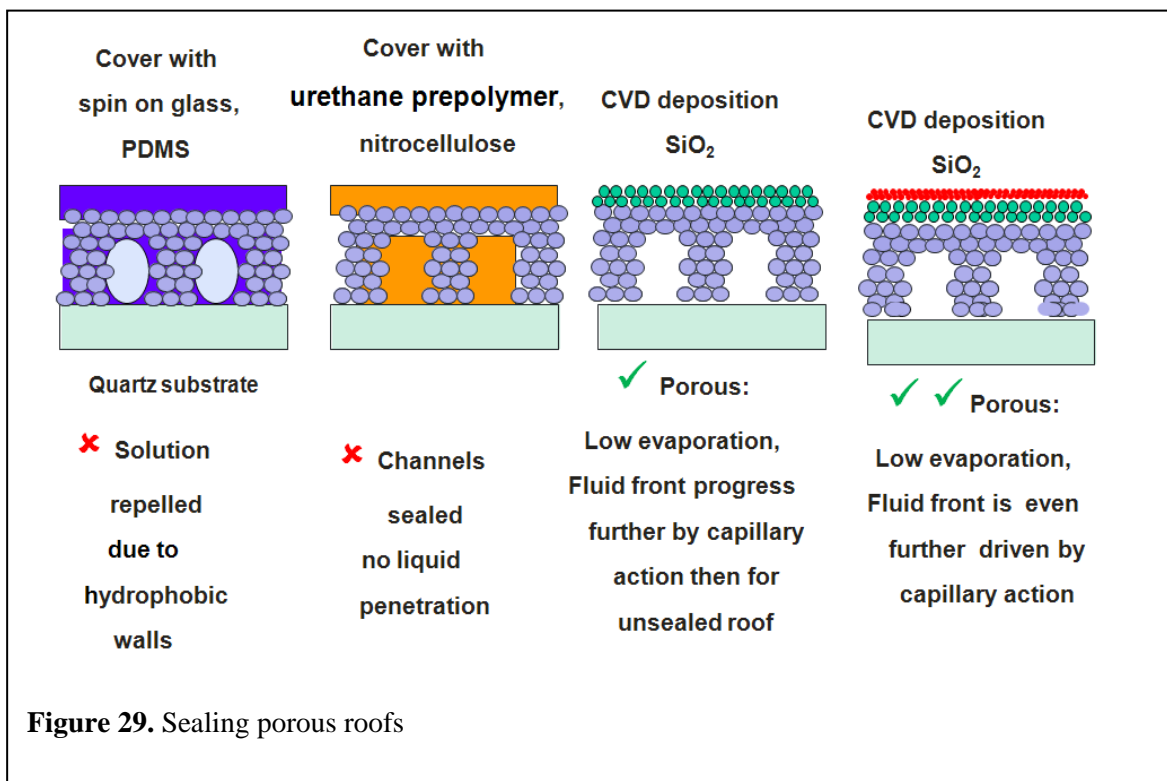 Cover with
spin on glass,
PDMS
Quartz substrate
✘ Solution
repelled
due to
hydrophobic
walls
Cover with
urethane prepolymer,
nitrocellulose
✘ Channels
sealed
no liquid
penetration
CVD deposition
SiO₂
✓ Porous:
Low evaporation,
Fluid front progress
further by capillary
action then for
unsealed roof
CVD deposition
SiO₂
✓ ✓ Porous:
Low evaporation,
Fluid front is even
further driven by
capillary action
Figure 29. Sealing porous roofs